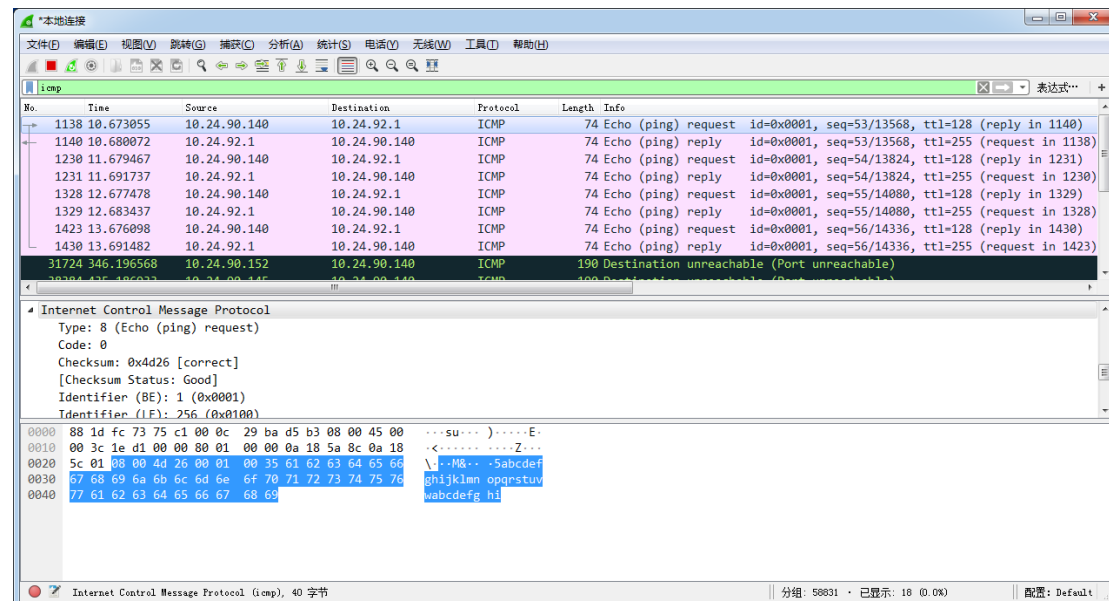 *本地连接
文件(F) 编辑(E) 视图(V) 跳转(G) 捕获(C) 分析(A) 统计(S) 电话(Y) 无线(W) 工具(T) 帮助(H)
icmp 表达式… +
No. Time Source Destination Protocol Length Info
1138 10.673055 10.24.90.140 10.24.92.1 ICMP 74 Echo (ping) request id=0x0001, seq=53/13568, ttl=128 (reply in 1140)
1140 10.680072 10.24.92.1 10.24.90.140 ICMP 74 Echo (ping) reply id=0x0001, seq=53/13568, ttl=255 (request in 1138)
1230 11.679467 10.24.90.140 10.24.92.1 ICMP 74 Echo (ping) request id=0x0001, seq=54/13824, ttl=128 (reply in 1231)
1231 11.691737 10.24.92.1 10.24.90.140 ICMP 74 Echo (ping) reply id=0x0001, seq=54/13824, ttl=255 (request in 1230)
1328 12.677478 10.24.90.140 10.24.92.1 ICMP 74 Echo (ping) request id=0x0001, seq=55/14080, ttl=128 (reply in 1329)
1329 12.683437 10.24.92.1 10.24.90.140 ICMP 74 Echo (ping) reply id=0x0001, seq=55/14080, ttl=255 (request in 1328)
1423 13.676098 10.24.90.140 10.24.92.1 ICMP 74 Echo (ping) request id=0x0001, seq=56/14336, ttl=128 (reply in 1430)
1430 13.691482 10.24.92.1 10.24.90.140 ICMP 74 Echo (ping) reply id=0x0001, seq=56/14336, ttl=255 (request in 1423)
31724 346.196568 10.24.90.152 10.24.90.140 ICMP 190 Destination unreachable (Port unreachable)
Internet Control Message Protocol
Type: 8 (Echo (ping) request)
Code: 0
Checksum: 0x4d26 [correct]
[Checksum Status: Good]
Identifier (BE): 1 (0x0001)
Identifier (LE): 256 (0x0100)
0000 88 1d fc 73 75 c1 00 0c 29 ba d5 b3 08 00 45 00 ···su··· )·····E·
0010 00 3c 1e d1 00 00 80 01 00 00 0a 18 5a 8c 0a 18 ·<······ ····Z···
0020 5c 01 08 00 4d 26 00 01 00 35 61 62 63 64 65 66 \···M&·· ·5abcdef
0030 67 68 69 6a 6b 6c 6d 6e 6f 70 71 72 73 74 75 76 ghijklmn opqrstuv
0040 77 61 62 63 64 65 66 67 68 69 wabcdefg hi
Internet Control Message Protocol (icmp), 40 字节 分组: 58831 · 已显示: 18 (0.0%) 配置: Default